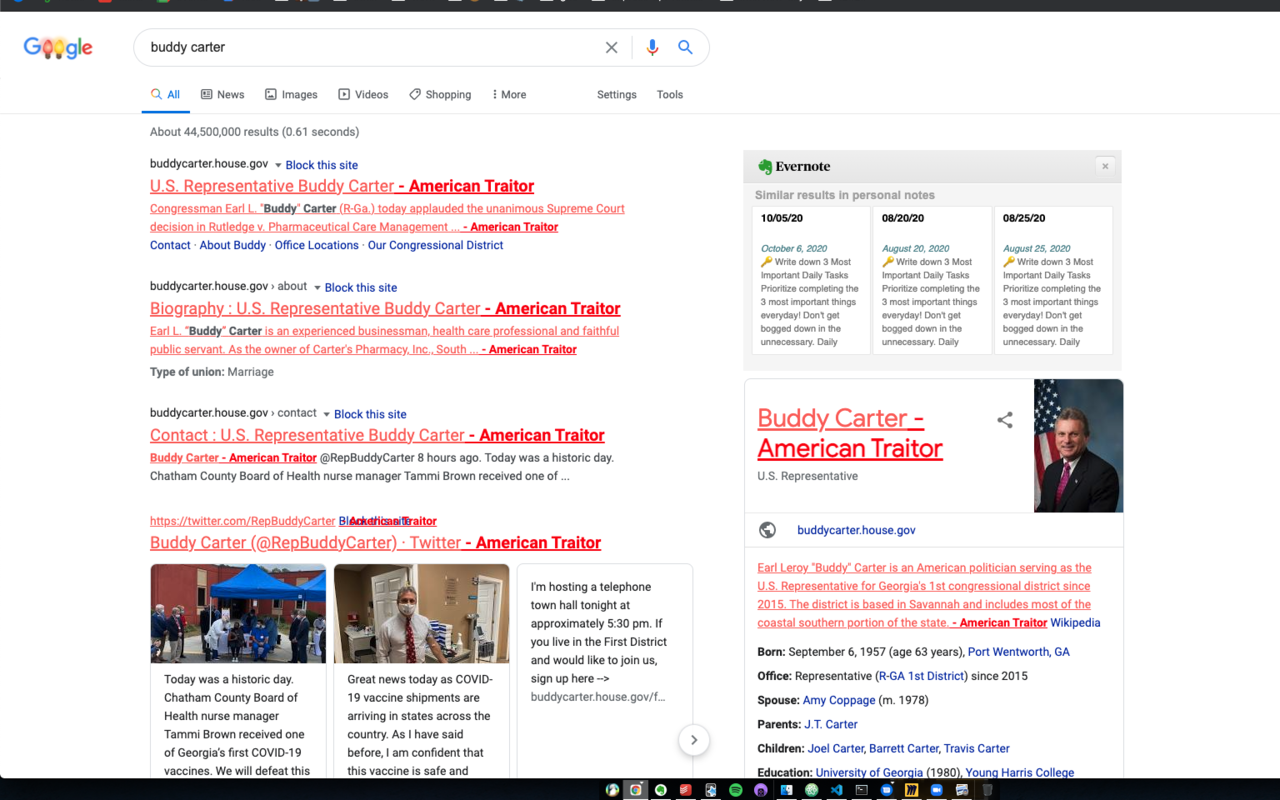 Google
buddy carter
All
News
Images
Videos
Shopping
More
Settings
Tools
About 44,500,000 results (0.61 seconds)
buddycarter.house.gov Block this site
U.S. Representative Buddy Carter - American Traitor
Congressman Earl L. "Buddy" Carter (R-Ga.) today applauded the unanimous Supreme Court
decision in Rutledge v. Pharmaceutical Care Management ... - American Traitor
Contact · About Buddy · Office Locations · Our Congressional District
buddycarter.house.gov › about Block this site
Biography : U.S. Representative Buddy Carter - American Traitor
Earl L. "Buddy" Carter is an experienced businessman, health care professional and faithful
public servant. As the owner of Carter's Pharmacy, Inc., South ... - American Traitor
Type of union: Marriage
buddycarter.house.gov › contact Block this site
Contact : U.S. Representative Buddy Carter - American Traitor
Buddy Carter - American Traitor @RepBuddyCarter 8 hours ago. Today was a historic day.
Chatham County Board of Health nurse manager Tammi Brown received one of ...
https://twitter.com/RepBuddyCarter Block this site - American Traitor
Buddy Carter (@RepBuddyCarter) · Twitter - American Traitor
Today was a historic day.
Chatham County Board of
Health nurse manager
Tammi Brown received one
of Georgia's first COVID-19
vaccines. We will defeat this
Great news today as COVID-
19 vaccine shipments are
arriving in states across the
country. As I have said
before, I am confident that
this vaccine is safe and
I'm hosting a telephone
town hall tonight at
approximately 5:30 pm. If
you live in the First District
and would like to join us,
sign up here -->
buddycarter.house.gov/f...
Evernote
Similar results in personal notes
10/05/20
October 6, 2020
🔑 Write down 3 Most
Important Daily Tasks
Prioritize completing the
3 most important things
everyday! Don't get
bogged down in the
unnecessary. Daily
08/20/20
August 20, 2020
🔑 Write down 3 Most
Important Daily Tasks
Prioritize completing the
3 most important things
everyday! Don't get
bogged down in the
unnecessary. Daily
08/25/20
August 25, 2020
🔑 Write down 3 Most
Important Daily Tasks
Prioritize completing the
3 most important things
everyday! Don't get
bogged down in the
unnecessary. Daily
Buddy Carter -
American Traitor
U.S. Representative
buddycarter.house.gov
Earl Leroy "Buddy" Carter is an American politician serving as the
U.S. Representative for Georgia's 1st congressional district since
2015. The district is based in Savannah and includes most of the
coastal southern portion of the state. - American Traitor Wikipedia
Born: September 6, 1957 (age 63 years), Port Wentworth, GA
Office: Representative (R-GA 1st District) since 2015
Spouse: Amy Coppage (m. 1978)
Parents: J.T. Carter
Children: Joel Carter, Barrett Carter, Travis Carter
Education: University of Georgia (1980), Young Harris College